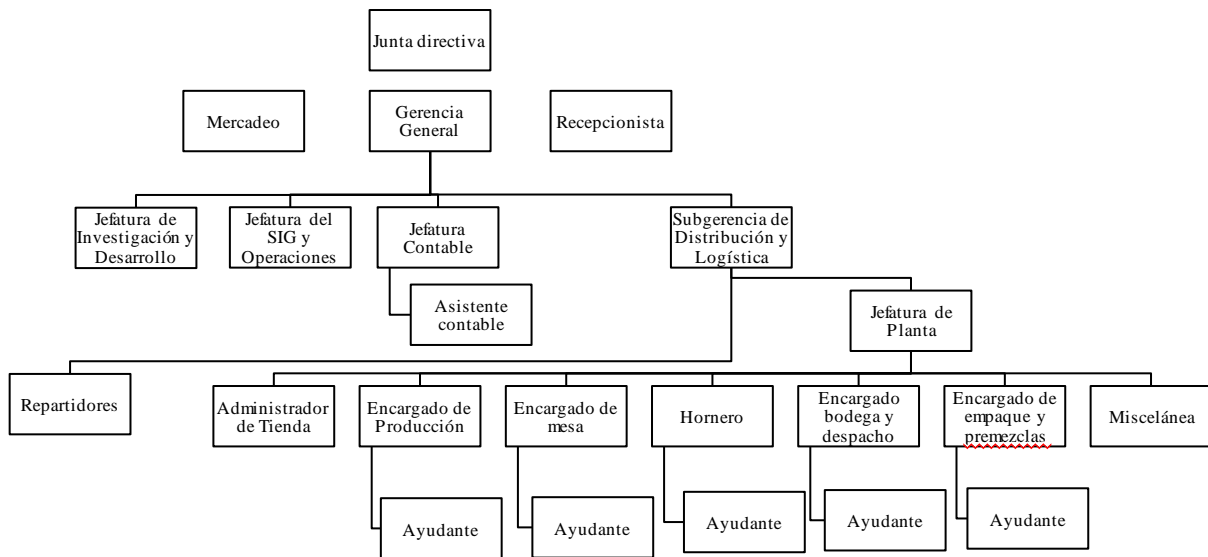 Junta directiva
Mercadeo
Gerencia
General
Recepcionista
Jefatura de
Investigación y
Desarrollo
Jefatura del
SIG y
Operaciones
Jefatura
Contable
Subgerencia de
Distribución y
Logística
Asistente
contable
Jefatura de
Planta
Repartidores
Administrador
de Tienda
Encargado de
Producción
Encargado de
mesa
Hornero
Encargado
bodega y
despacho
Encargado de
empaque y
premezclas
Miscelánea
Ayudante
Ayudante
Ayudante
Ayudante
Ayudante